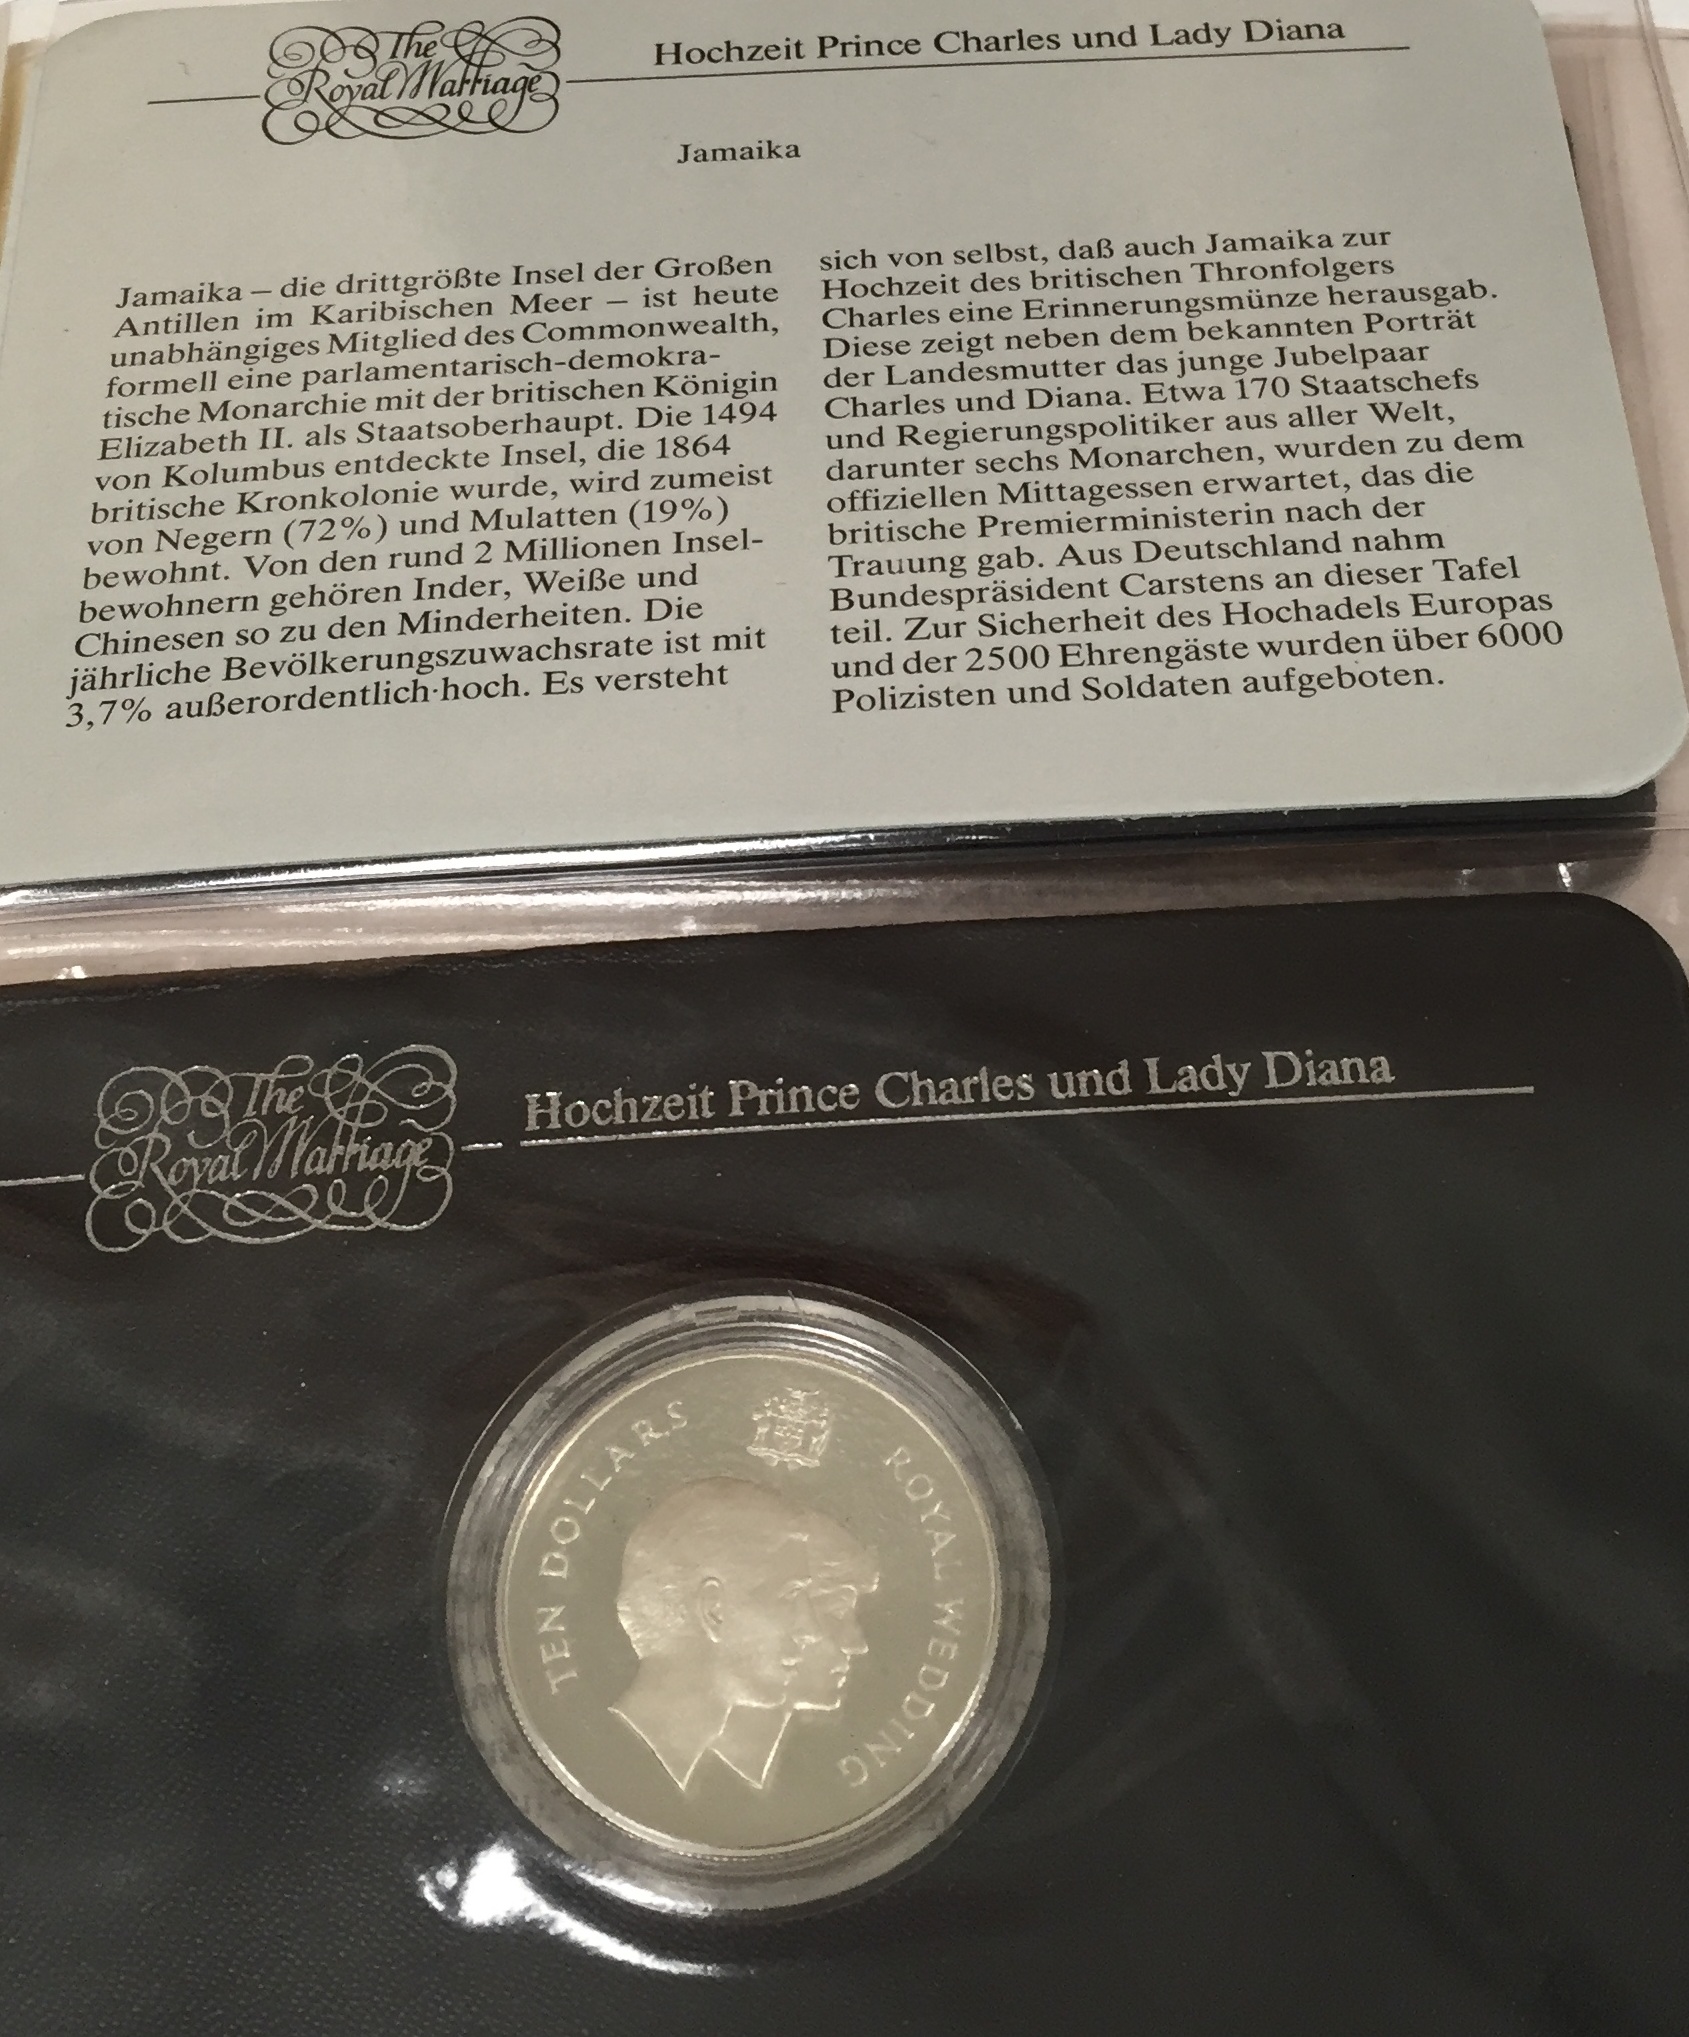 The
Royal Marriage
Hochzeit Prince Charles und Lady Diana
Jamaika
Jamaika – die drittgrößte Insel der Großen
Antillen im Karibischen Meer – ist heute
unabhängiges Mitglied des Commonwealth,
formell eine parlamentarisch-demokra-
tische Monarchie mit der britischen Königin
Elizabeth II. als Staatsoberhaupt. Die 1494
von Kolumbus entdeckte Insel, die 1864
britische Kronkolonie wurde, wird zumeist
von Negern (72%) und Mulatten (19%)
bewohnt. Von den rund 2 Millionen Insel-
bewohnern gehören Inder, Weiße und
Chinesen so zu den Minderheiten. Die
jährliche Bevölkerungszuwachsrate ist mit
3,7% außerordentlich·hoch. Es versteht
sich von selbst, daß auch Jamaika zur
Hochzeit des britischen Thronfolgers
Charles eine Erinnerungsmünze herausgab.
Diese zeigt neben dem bekannten Porträt
der Landesmutter das junge Jubelpaar
Charles und Diana. Etwa 170 Staatschefs
und Regierungspolitiker aus aller Welt,
darunter sechs Monarchen, wurden zu dem
offiziellen Mittagessen erwartet, das die
britische Premierministerin nach der
Trauung gab. Aus Deutschland nahm
Bundespräsident Carstens an dieser Tafel
teil. Zur Sicherheit des Hochadels Europas
und der 2500 Ehrengäste wurden über 6000
Polizisten und Soldaten aufgeboten.
The
Royal Marriage
Hochzeit Prince Charles und Lady Diana
TEN DOLLARS
ROYAL WEDDING